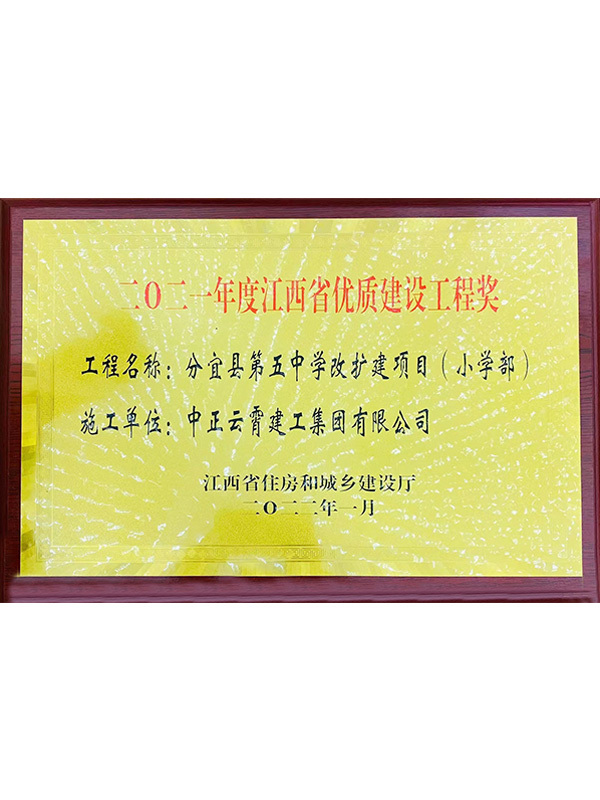 二〇二一年度江西省优质建设工程奖
工程名称：分宜县第五中学改扩建项目（小学部）
施工单位：中正云霄建工集团有限公司
江西省住房和城乡建设厅
二〇二二年一月